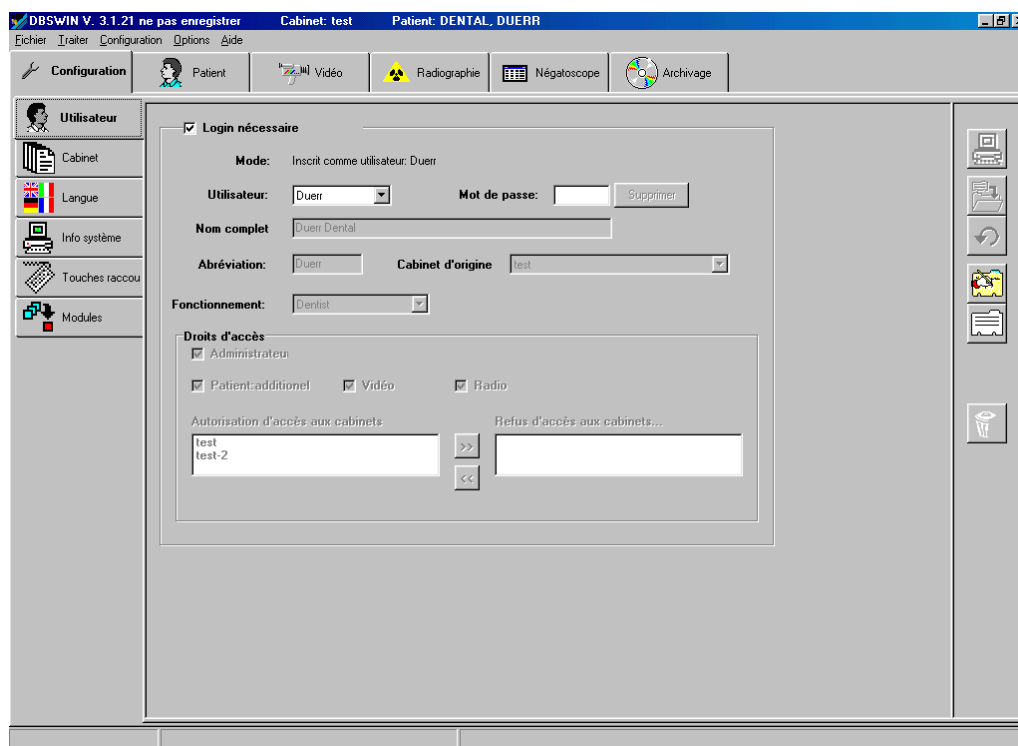 DBSWIN V. 3.1.21 ne pas enregistrer Cabinet: test Patient: DENTAL, DUERR
Fichier Traiter Configuration Options Aide
Configuration Patient Vidéo Radiographie Négatoscope Archivage
Utilisateur
Cabinet
Langue
Info système
Touches raccou
Modules
Login nécessaire
Mode: Inscrit comme utilisateur: Duerr
Utilisateur: Duerr Mot de passe: Supprimer
Nom complet Duerr Dental
Abréviation: Duerr Cabinet d'origine test
Fonctionnement: Dentist
Droits d'accès
Administrateur
Patient:additionel Vidéo Radio
Autorisation d'accès aux cabinets Refus d'accès aux cabinets...
test
test-2
>>
<<